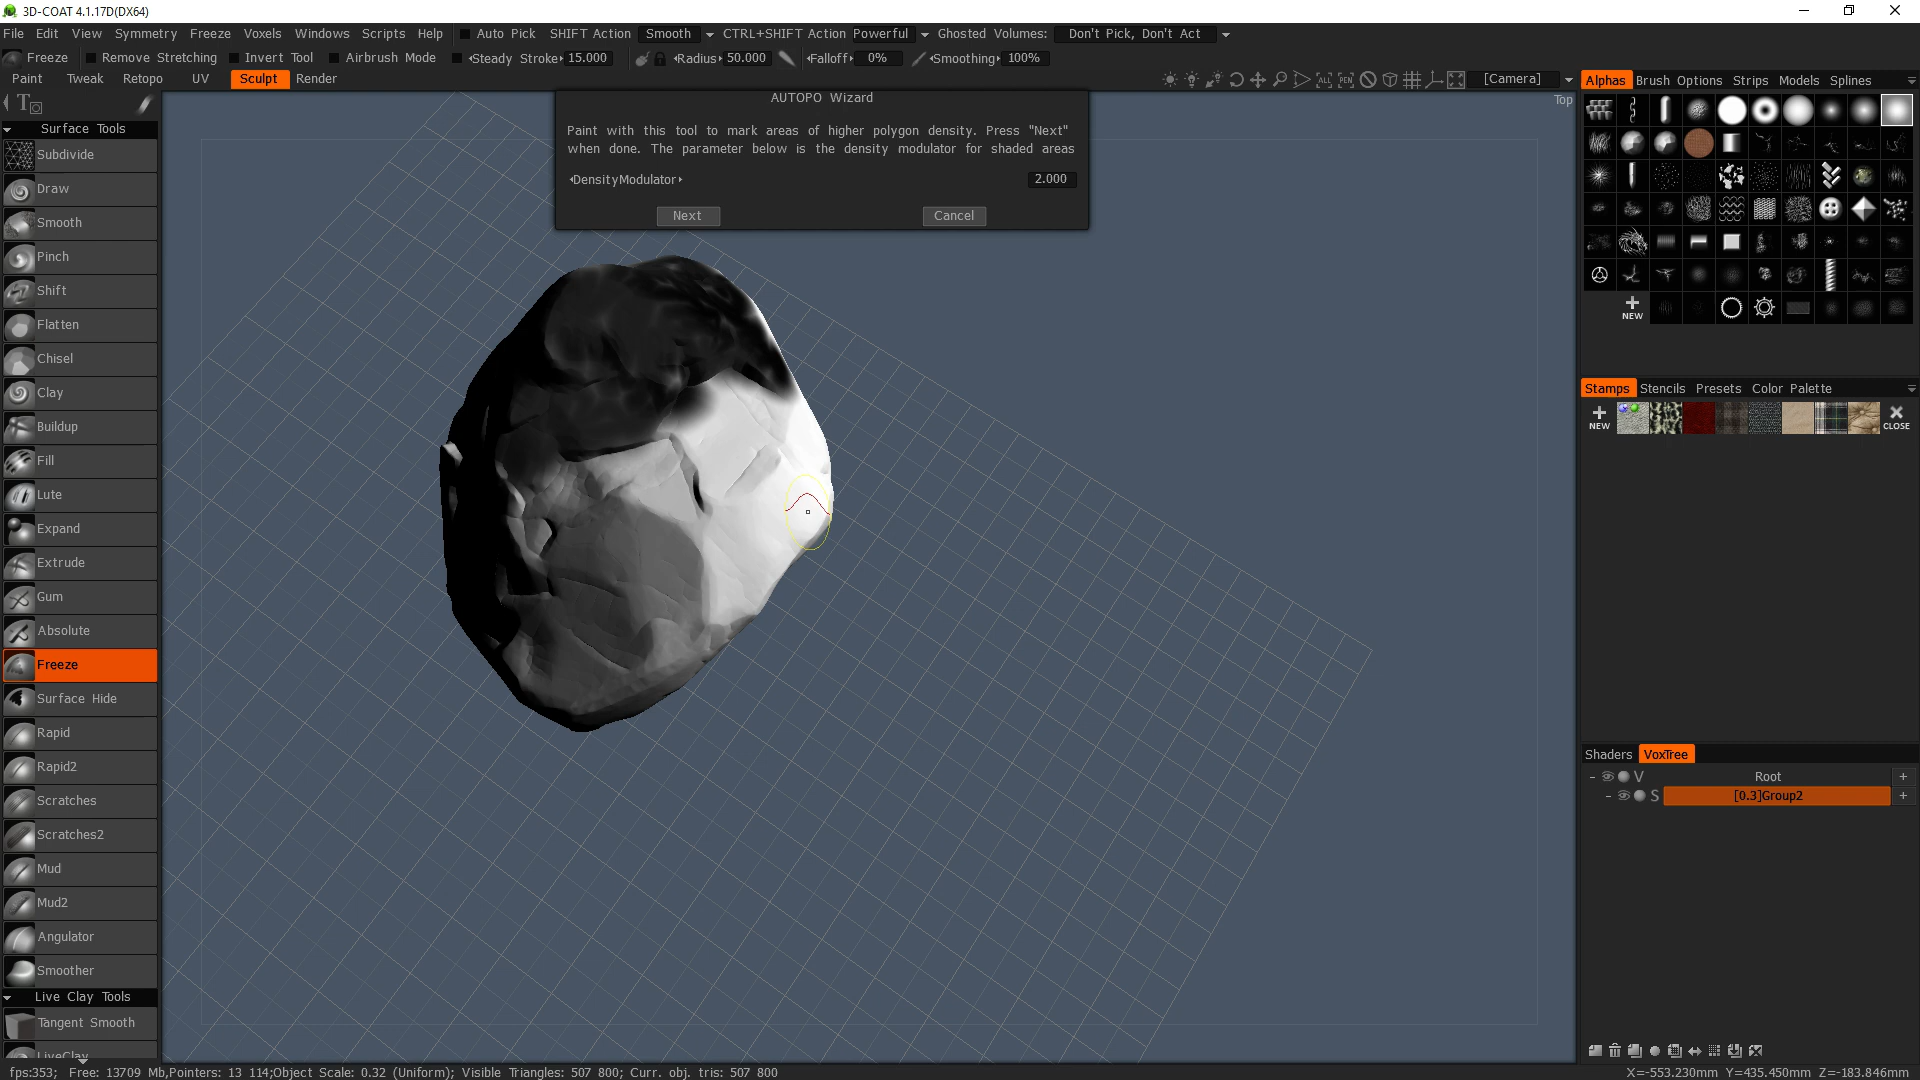 3D-COAT 4.1.17D(DX64)
File Edit View Symmetry Freeze Voxels Windows Scripts Help Auto Pick SHIFT Action Smooth CTRL+SHIFT Action Powerful Ghosted Volumes: Don't Pick, Don't Act
Freeze Remove Stretching Invert Tool Airbrush Mode Steady Stroke 15.000 Radius 50.000 Falloff 0% Smoothing 100%
Paint Tweak Retopo UV Sculpt Render ALL PEN [Camera]
Alphas Brush Options Strips Models Splines
Top
AUTOPO Wizard
Paint with this tool to mark areas of higher polygon density. Press "Next"
when done. The parameter below is the density modulator for shaded areas
DensityModulator 2.000
Next Cancel
Surface Tools
Subdivide
Draw
Smooth
Pinch
Shift
Flatten
Chisel
Clay
Buildup
Fill
Lute
Expand
Extrude
Gum
Absolute
Freeze
Surface Hide
Rapid
Rapid2
Scratches
Scratches2
Mud
Mud2
Angulator
Smoother
Live Clay Tools
Tangent Smooth
LiveClay
NEW
Stamps Stencils Presets Color Palette
NEW CLOSE
Shaders VoxTree
V Root +
S [0.3]Group2 +
fps:353; Free: 13709 Mb,Pointers: 13 114;Object Scale: 0.32 (Uniform); Visible Triangles: 507 800; Curr. obj. tris: 507 800
X=-553.230mm Y=435.450mm Z=-183.846mm